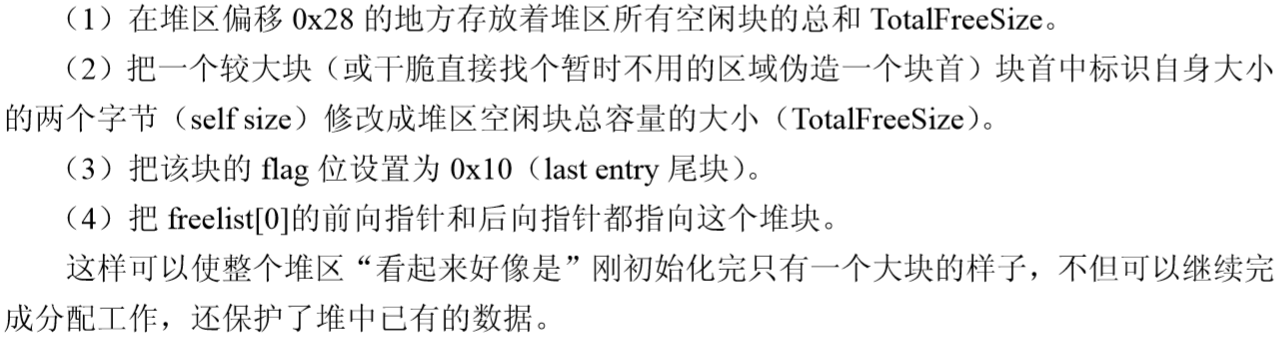 （1）在堆区偏移 0x28 的地方存放着堆区所有空闲块的总和 TotalFreeSize。
（2）把一个较大块（或干脆直接找个暂时不用的区域伪造一个块首）块首中标识自身大小
的两个字节（self size）修改成堆区空闲块总容量的大小（TotalFreeSize）。
（3）把该块的 flag 位设置为 0x10（last entry 尾块）。
（4）把 freelist[0]的前向指针和后向指针都指向这个堆块。
这样可以使整个堆区“看起来好像是”刚初始化完只有一个大块的样子，不但可以继续完
成分配工作，还保护了堆中已有的数据。